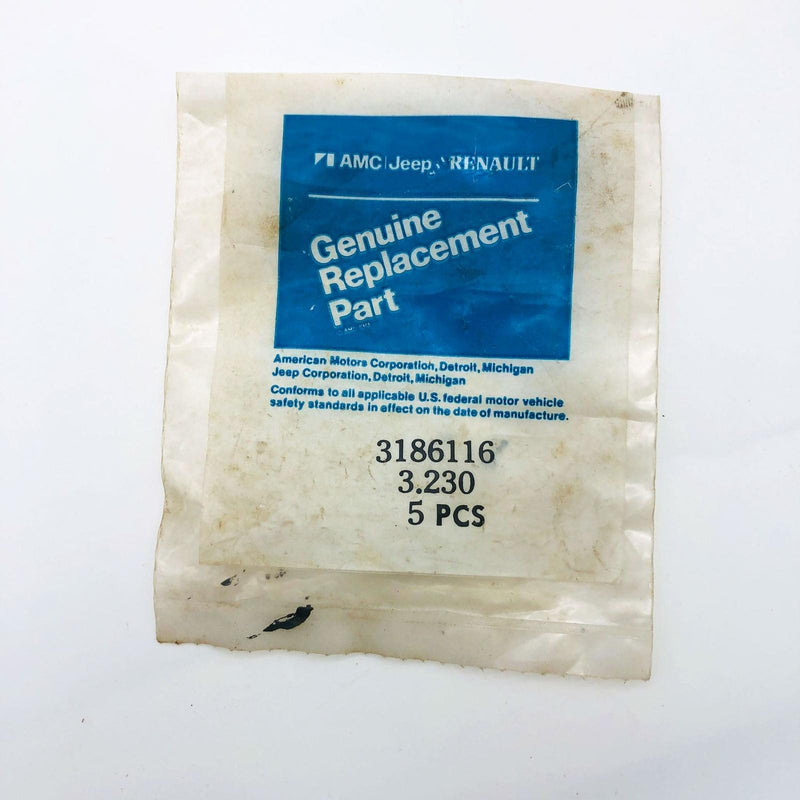 AMC Jeep RENAULT
Genuine
Replacement
Part
American Motors Corporation, Detroit, Michigan
Jeep Corporation, Detroit, Michigan
Conforms to all applicable U.S. federal motor vehicle
safety standards in effect on the date of manufacture.
3186116
3.230
5 PCS